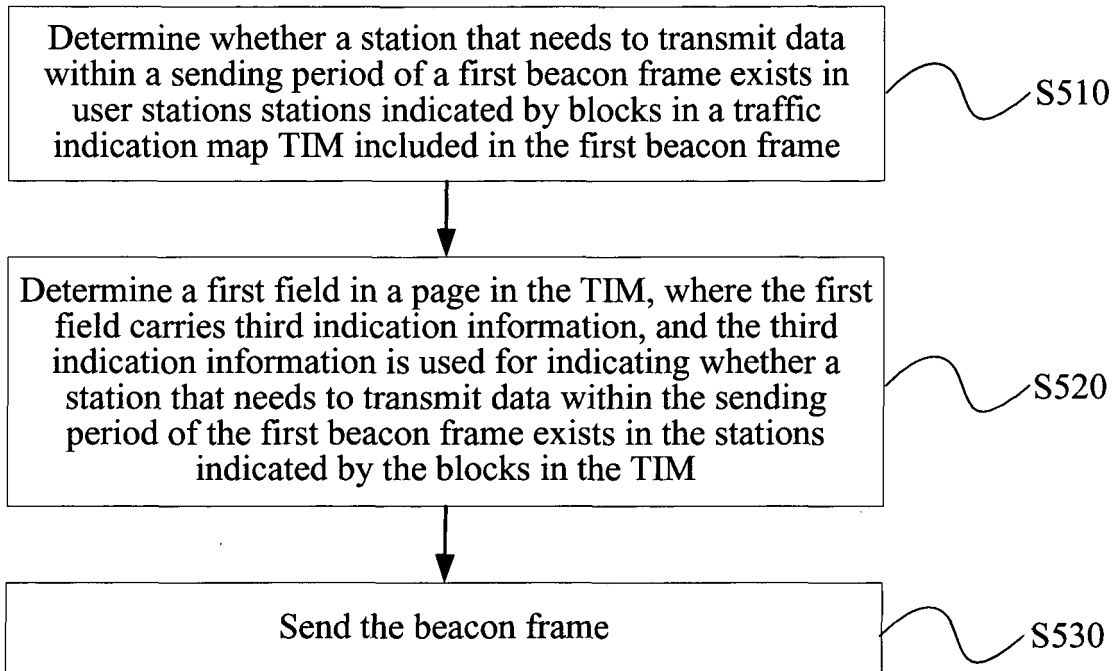 Determine whether a station that needs to transmit data
within a sending period of a first beacon frame exists in
user stations stations indicated by blocks in a traffic
indication map TIM included in the first beacon frame
S510
Determine a first field in a page in the TIM, where the first
field carries third indication information, and the third
indication information is used for indicating whether a
station that needs to transmit data within the sending
period of the first beacon frame exists in the stations
indicated by the blocks in the TIM
S520
Send the beacon frame
S530